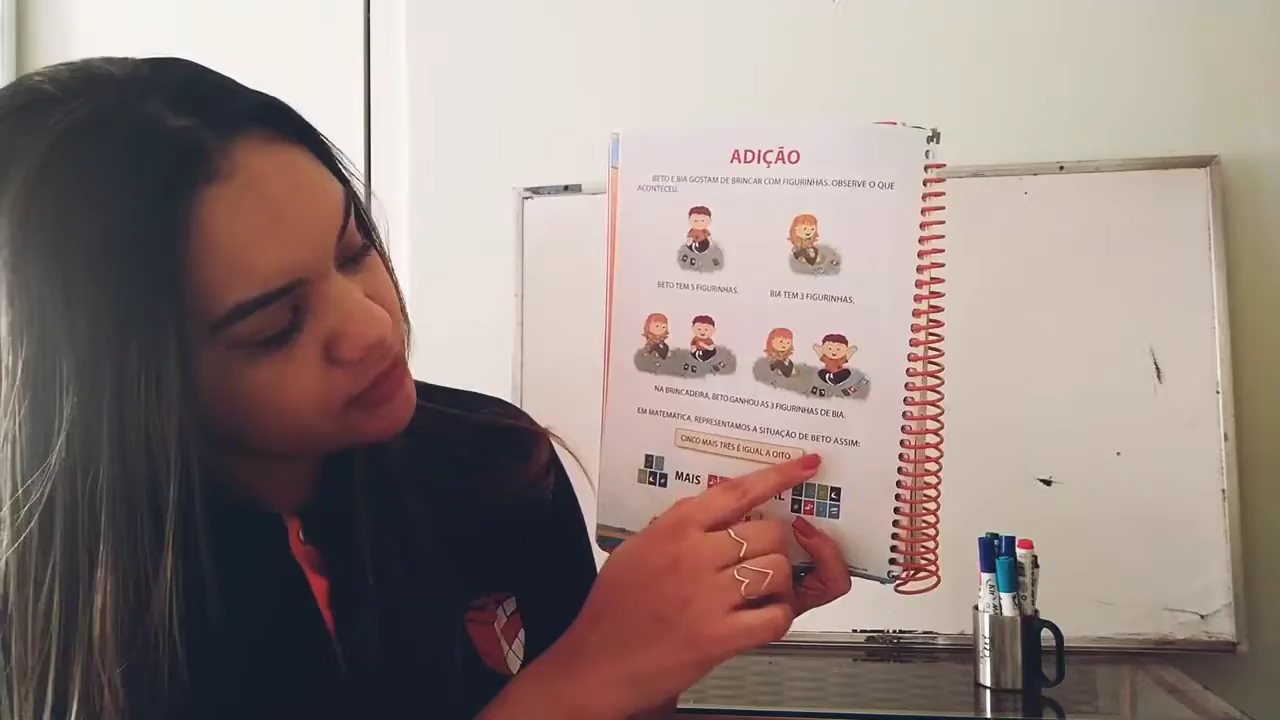 ADIÇÃO
BETO E BIA GOSTAM DE BRINCAR COM FIGURINHAS. OBSERVE O QUE
ACONTECEU.
BETO TEM 5 FIGURINHAS.
BIA TEM 3 FIGURINHAS.
NA BRINCADEIRA, BETO GANHOU AS 3 FIGURINHAS DE BIA.
EM MATEMÁTICA, REPRESENTAMOS A SITUAÇÃO DE BETO ASSIM:
CINCO MAIS TRÊS É IGUAL A OITO
MAIS